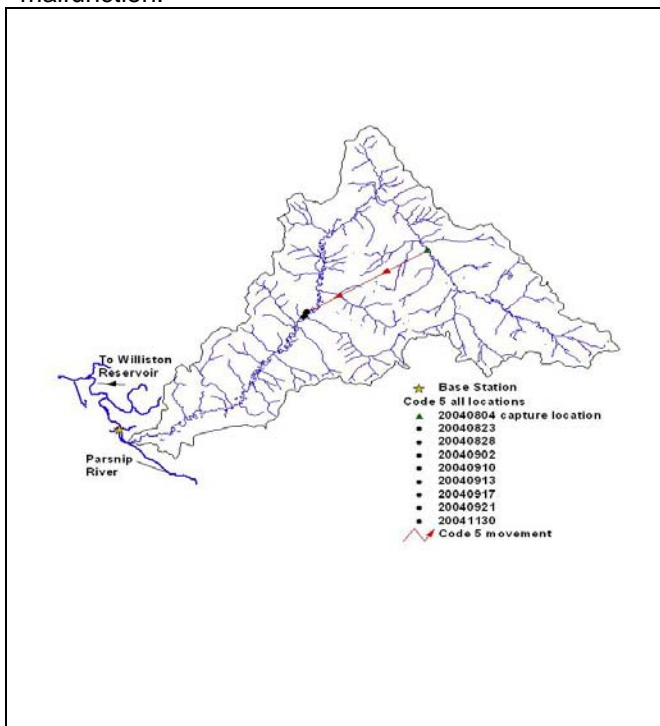 malfunction.
To Williston
Reservoir
Parsnip
River
Base Station
Code 5 all locations
20040804 capture location
20040823
20040828
20040902
20040910
20040913
20040917
20040921
20041130
Code 5 movement